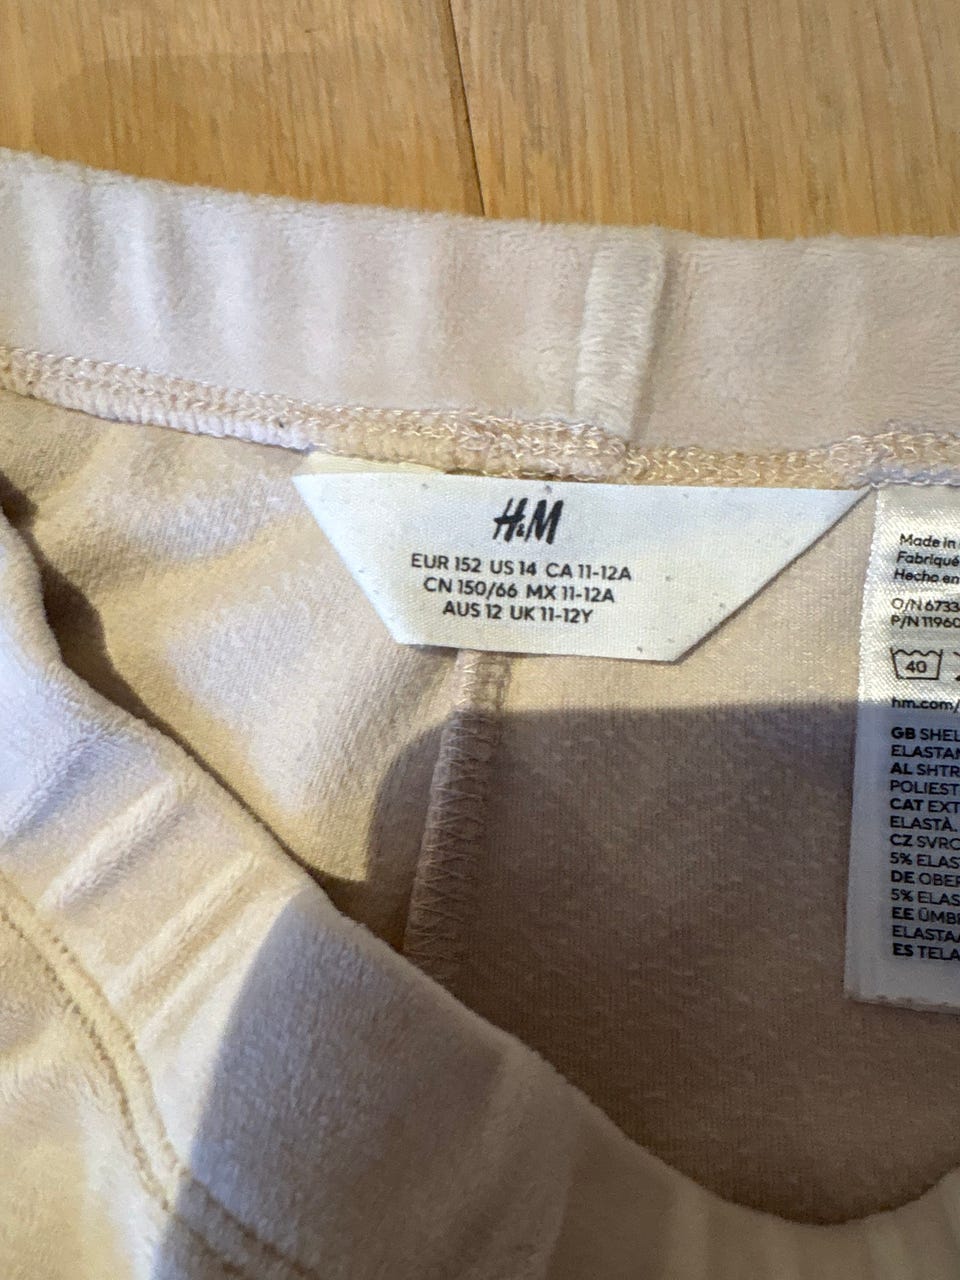 H&M
EUR 152 US 14 CA 11-12A
CN 150/66 MX 11-12A
AUS 12 UK 11-12Y
Made in
Fabriqué
Hecho en
O/N 6733
P/N 11960
40
hm.com/
GB SHEL
ELASTAN
AL SHTR
POLIEST
CAT EXT
ELASTÀ.
CZ SVRC
5% ELAS
DE OBER
5% ELAS
EE ÜMBR
ELASTAA
ES TELA